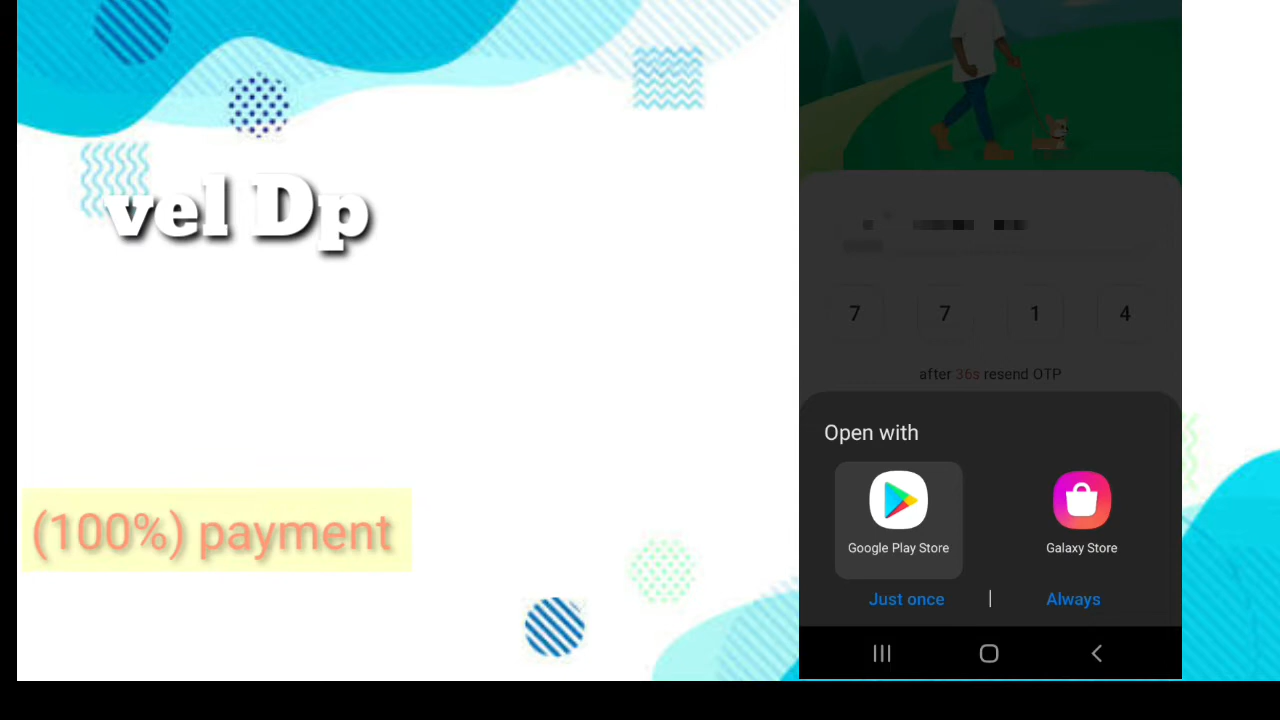 vel Dp
(100%) payment
7 7 1 4
after 36s resend OTP
Open with
Google Play Store
Galaxy Store
Just once | Always